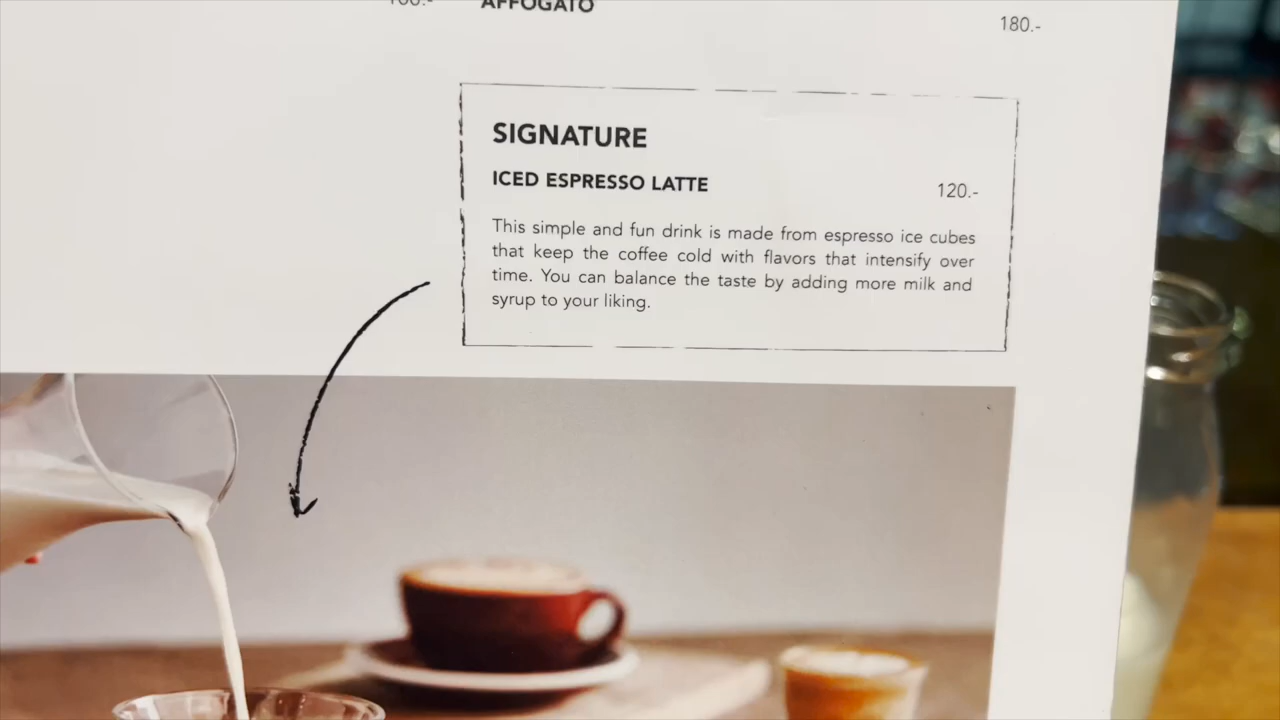 AFFOGATO
180.-
SIGNATURE
ICED ESPRESSO LATTE 120.-
This simple and fun drink is made from espresso ice cubes
that keep the coffee cold with flavors that intensify over
time. You can balance the taste by adding more milk and
syrup to your liking.